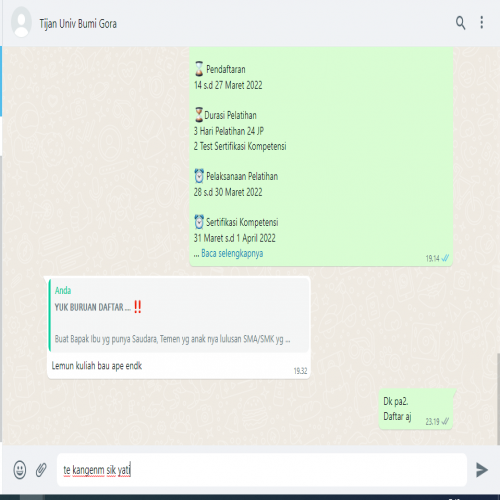 Tijan Univ Bumi Gora
⏳ Pendaftaran
14 s.d 27 Maret 2022
⏳Durasi Pelatihan
3 Hari Pelatihan 24 JP
2 Test Sertifikasi Kompetensi
⏰ Pelaksanaan Pelatihan
28 s.d 30 Maret 2022
⏰ Sertifikasi Kompetensi
31 Maret s.d 1 April 2022
... Baca selengkapnya
19.14
Anda
YUK BURUAN DAFTAR ... ‼️
Buat Bapak Ibu yg punya Saudara, Temen yg anak nya lulusan SMA/SMK yg ...
Lemun kuliah bau ape endk
19.32
Dk pa2.
Daftar aj
23.19
te kangenm sik yati